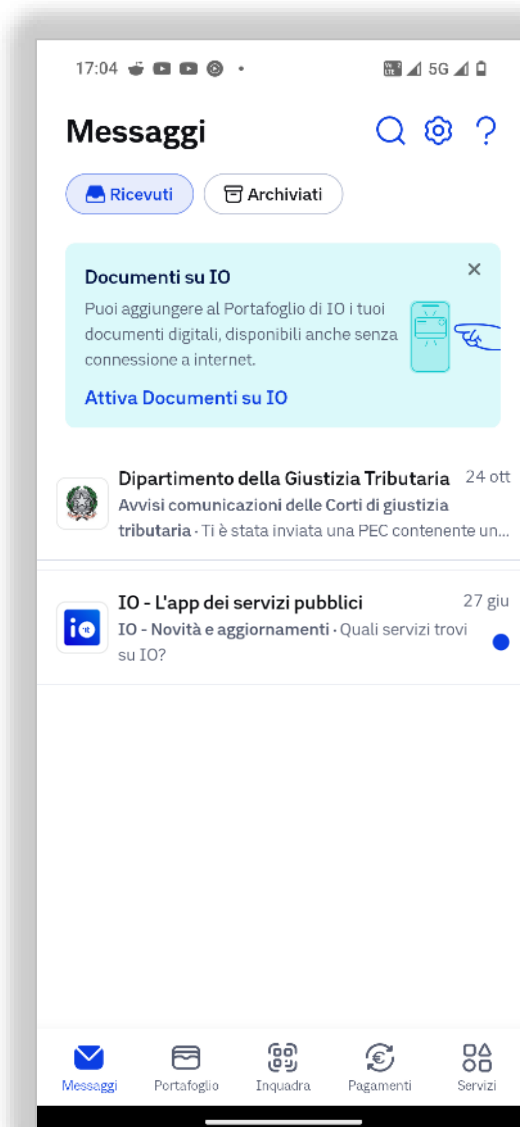 17:04
5G
Messaggi
Ricevuti
Archiviati
Documenti su IO
Puoi aggiungere al Portafoglio di IO i tuoi
documenti digitali, disponibili anche senza
connessione a internet.
Attiva Documenti su IO
Dipartimento della Giustizia Tributaria 24 ott
Avvisi comunicazioni delle Corti di giustizia
tributaria · Ti è stata inviata una PEC contenente un...
IO - L'app dei servizi pubblici 27 giu
IO - Novità e aggiornamenti · Quali servizi trovi
su IO?
Messaggi
Portafoglio
Inquadra
Pagamenti
Servizi